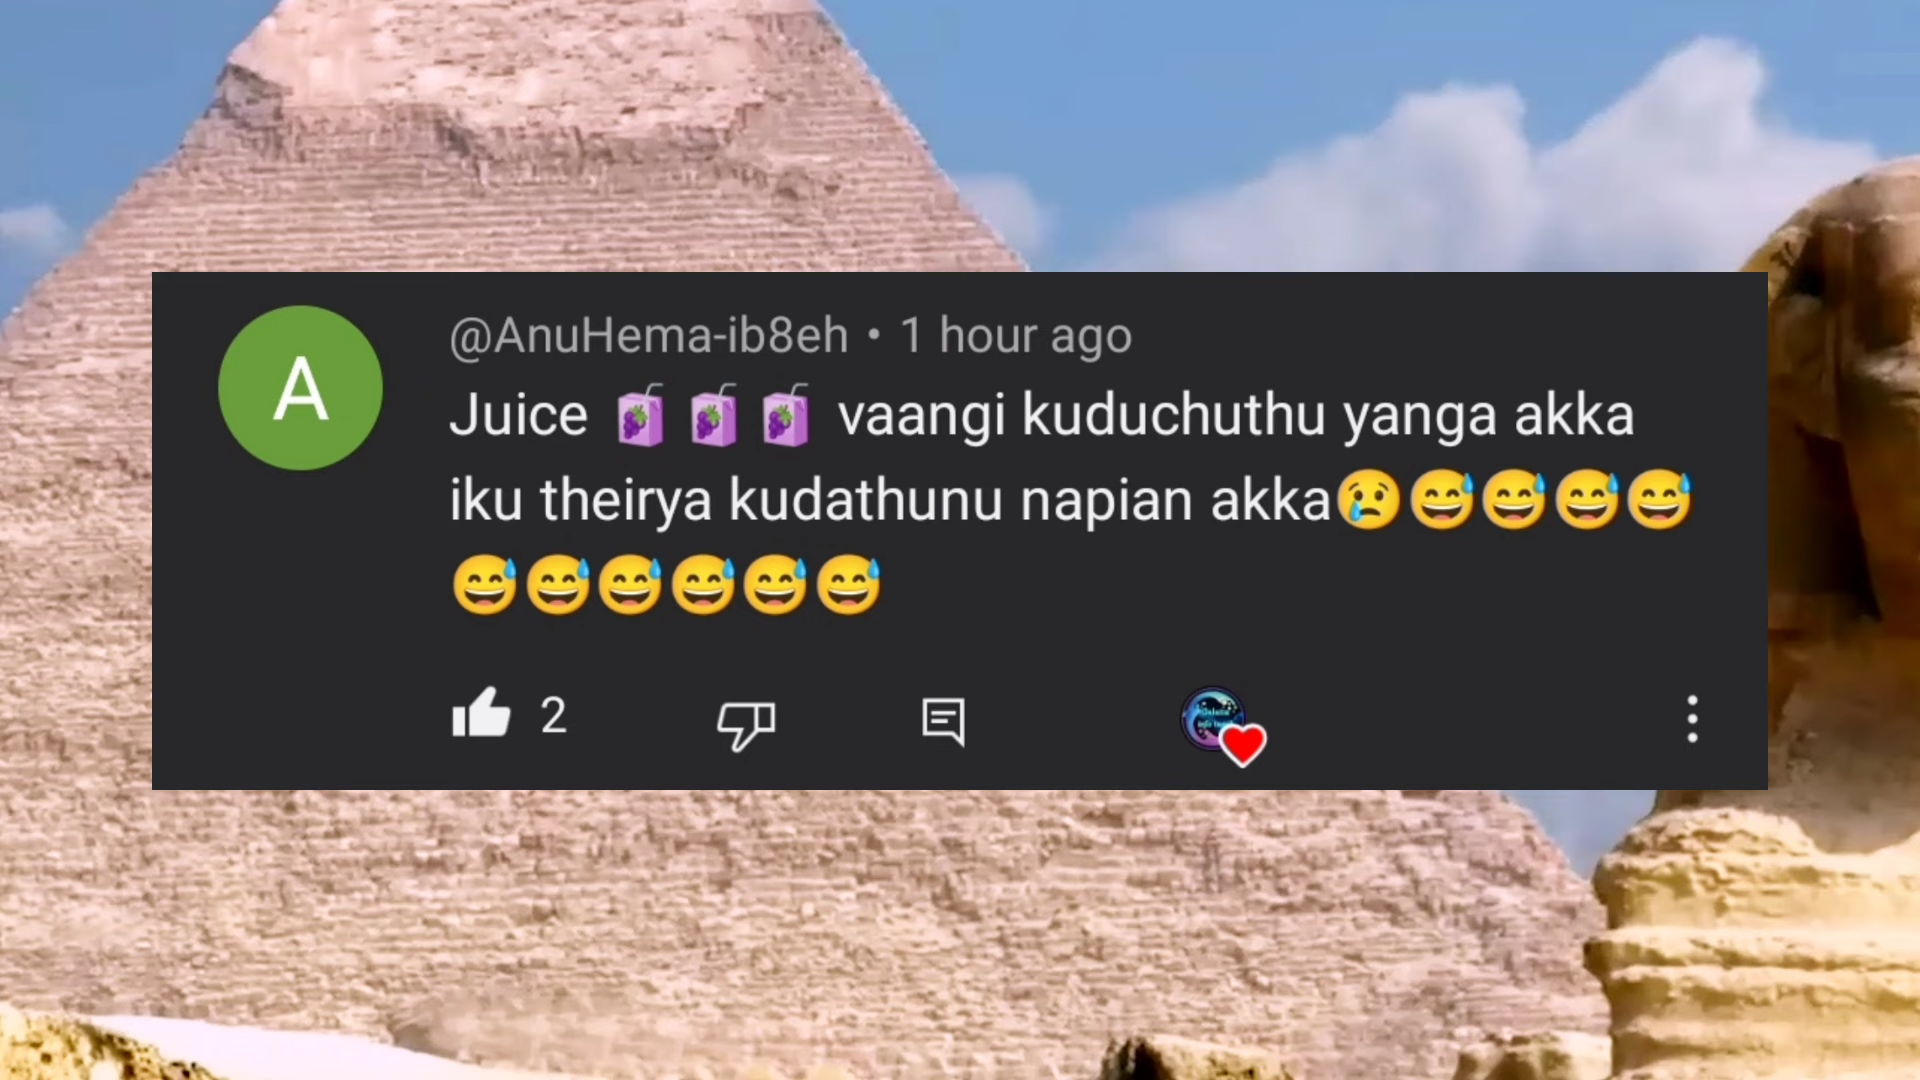 A
@AnuHema-ib8eh • 1 hour ago
Juice 🧃🧃🧃 vaangi kuduchuthu yanga akka
iku theirya kudathunu napian akka😢😅😅😅😅
😅😅😅😅😅😅
2